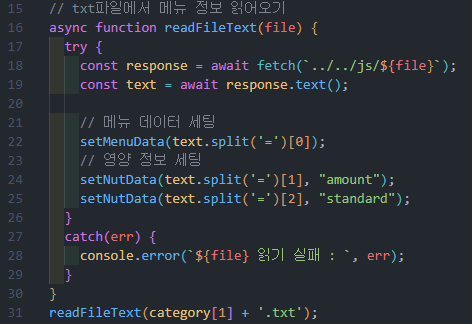 15 // txt파일에서 메뉴 정보 읽어오기
16 async function readFileText(file) {
17 try {
18 const response = await fetch(`../../js/${file}`);
19 const text = await response.text();
20
21 // 메뉴 데이터 세팅
22 setMenuData(text.split('=')[0]);
23 // 영양 정보 세팅
24 setNutData(text.split('=')[1], "amount");
25 setNutData(text.split('=')[2], "standard");
26 }
27 catch(err) {
28 console.error(`${file} 읽기 실패 : `, err);
29 }
30 }
31 readFileText(category[1] + '.txt');